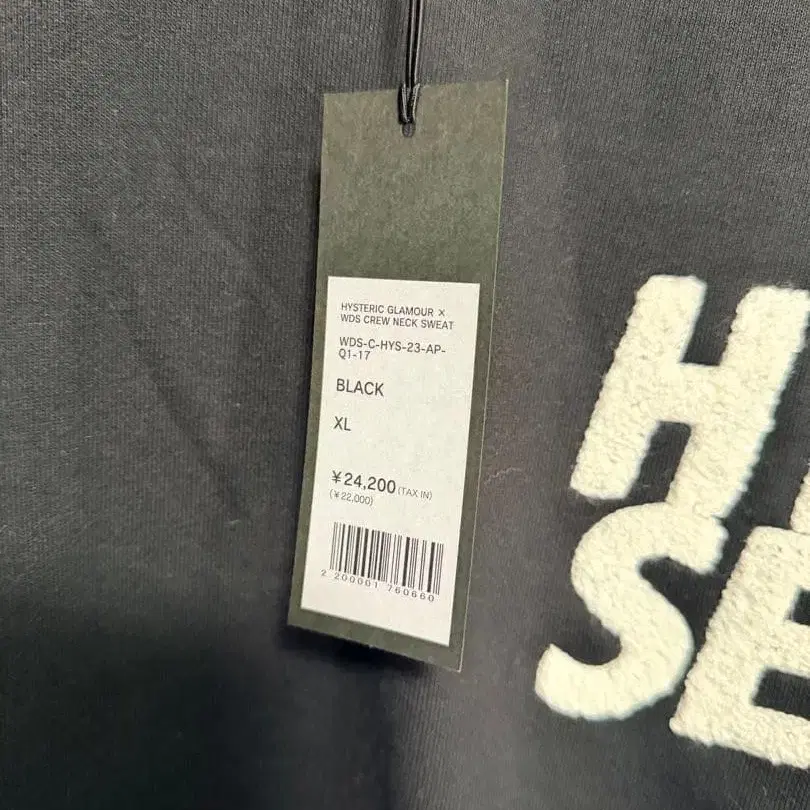 HYSTERIC GLAMOUR ×
WDS CREW NECK SWEAT
WDS-C-HYS-23-AP-
Q1-17
BLACK
XL
¥24,200 (TAX IN)
(¥22,000)
2 200001 760660
H
SE